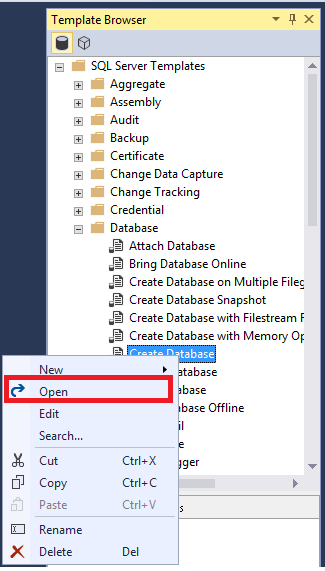 Template Browser
SQL Server Templates
Aggregate
Assembly
Audit
Backup
Certificate
Change Data Capture
Change Tracking
Credential
Database
Attach Database
Bring Database Online
Create Database on Multiple Fileg
Create Database Snapshot
Create Database with Filestream F
Create Database with Memory Op
Create Database
New
Database
Open
abase
Edit
abase Offline
Search...
il
Cut Ctrl+X
Copy Ctrl+C
gger
Paste Ctrl+V
s
Rename
Delete Del